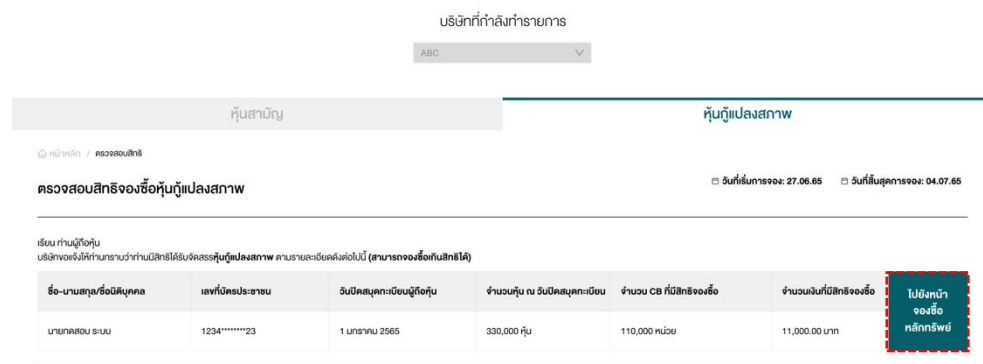 บริษัทที่กำลังทำรายการ
ABC
หุ้นสามัญ
หุ้นกู้แปลงสภาพ
หน้าหลัก / ตรวจสอบสิทธิ
ตรวจสอบสิทธิจองซื้อหุ้นกู้แปลงสภาพ
วันที่เริ่มการจอง: 27.06.65
วันที่สิ้นสุดการจอง: 04.07.65
เรียน ท่านผู้ถือหุ้น
บริษัทขอแจ้งให้ท่านทราบว่าท่านมีสิทธิได้รับจัดสรรหุ้นกู้แปลงสภาพ ตามรายละเอียดดังต่อไปนี้ (สามารถจองซื้อเกินสิทธิได้)
ชื่อ-นามสกุล/ชื่อนิติบุคคล เลขที่บัตรประชาชน วันปิดสมุดทะเบียนผู้ถือหุ้น จำนวนหุ้น ณ วันปิดสมุดทะเบียน จำนวน CB ที่มีสิทธิจองซื้อ จำนวนเงินที่มีสิทธิจองซื้อ
นายทดสอบ ระบบ 1234********23 1 มกราคม 2565 330,000 หุ้น 110,000 หน่วย 11,000.00 บาท
ไปยังหน้า
จองซื้อ
หลักทรัพย์